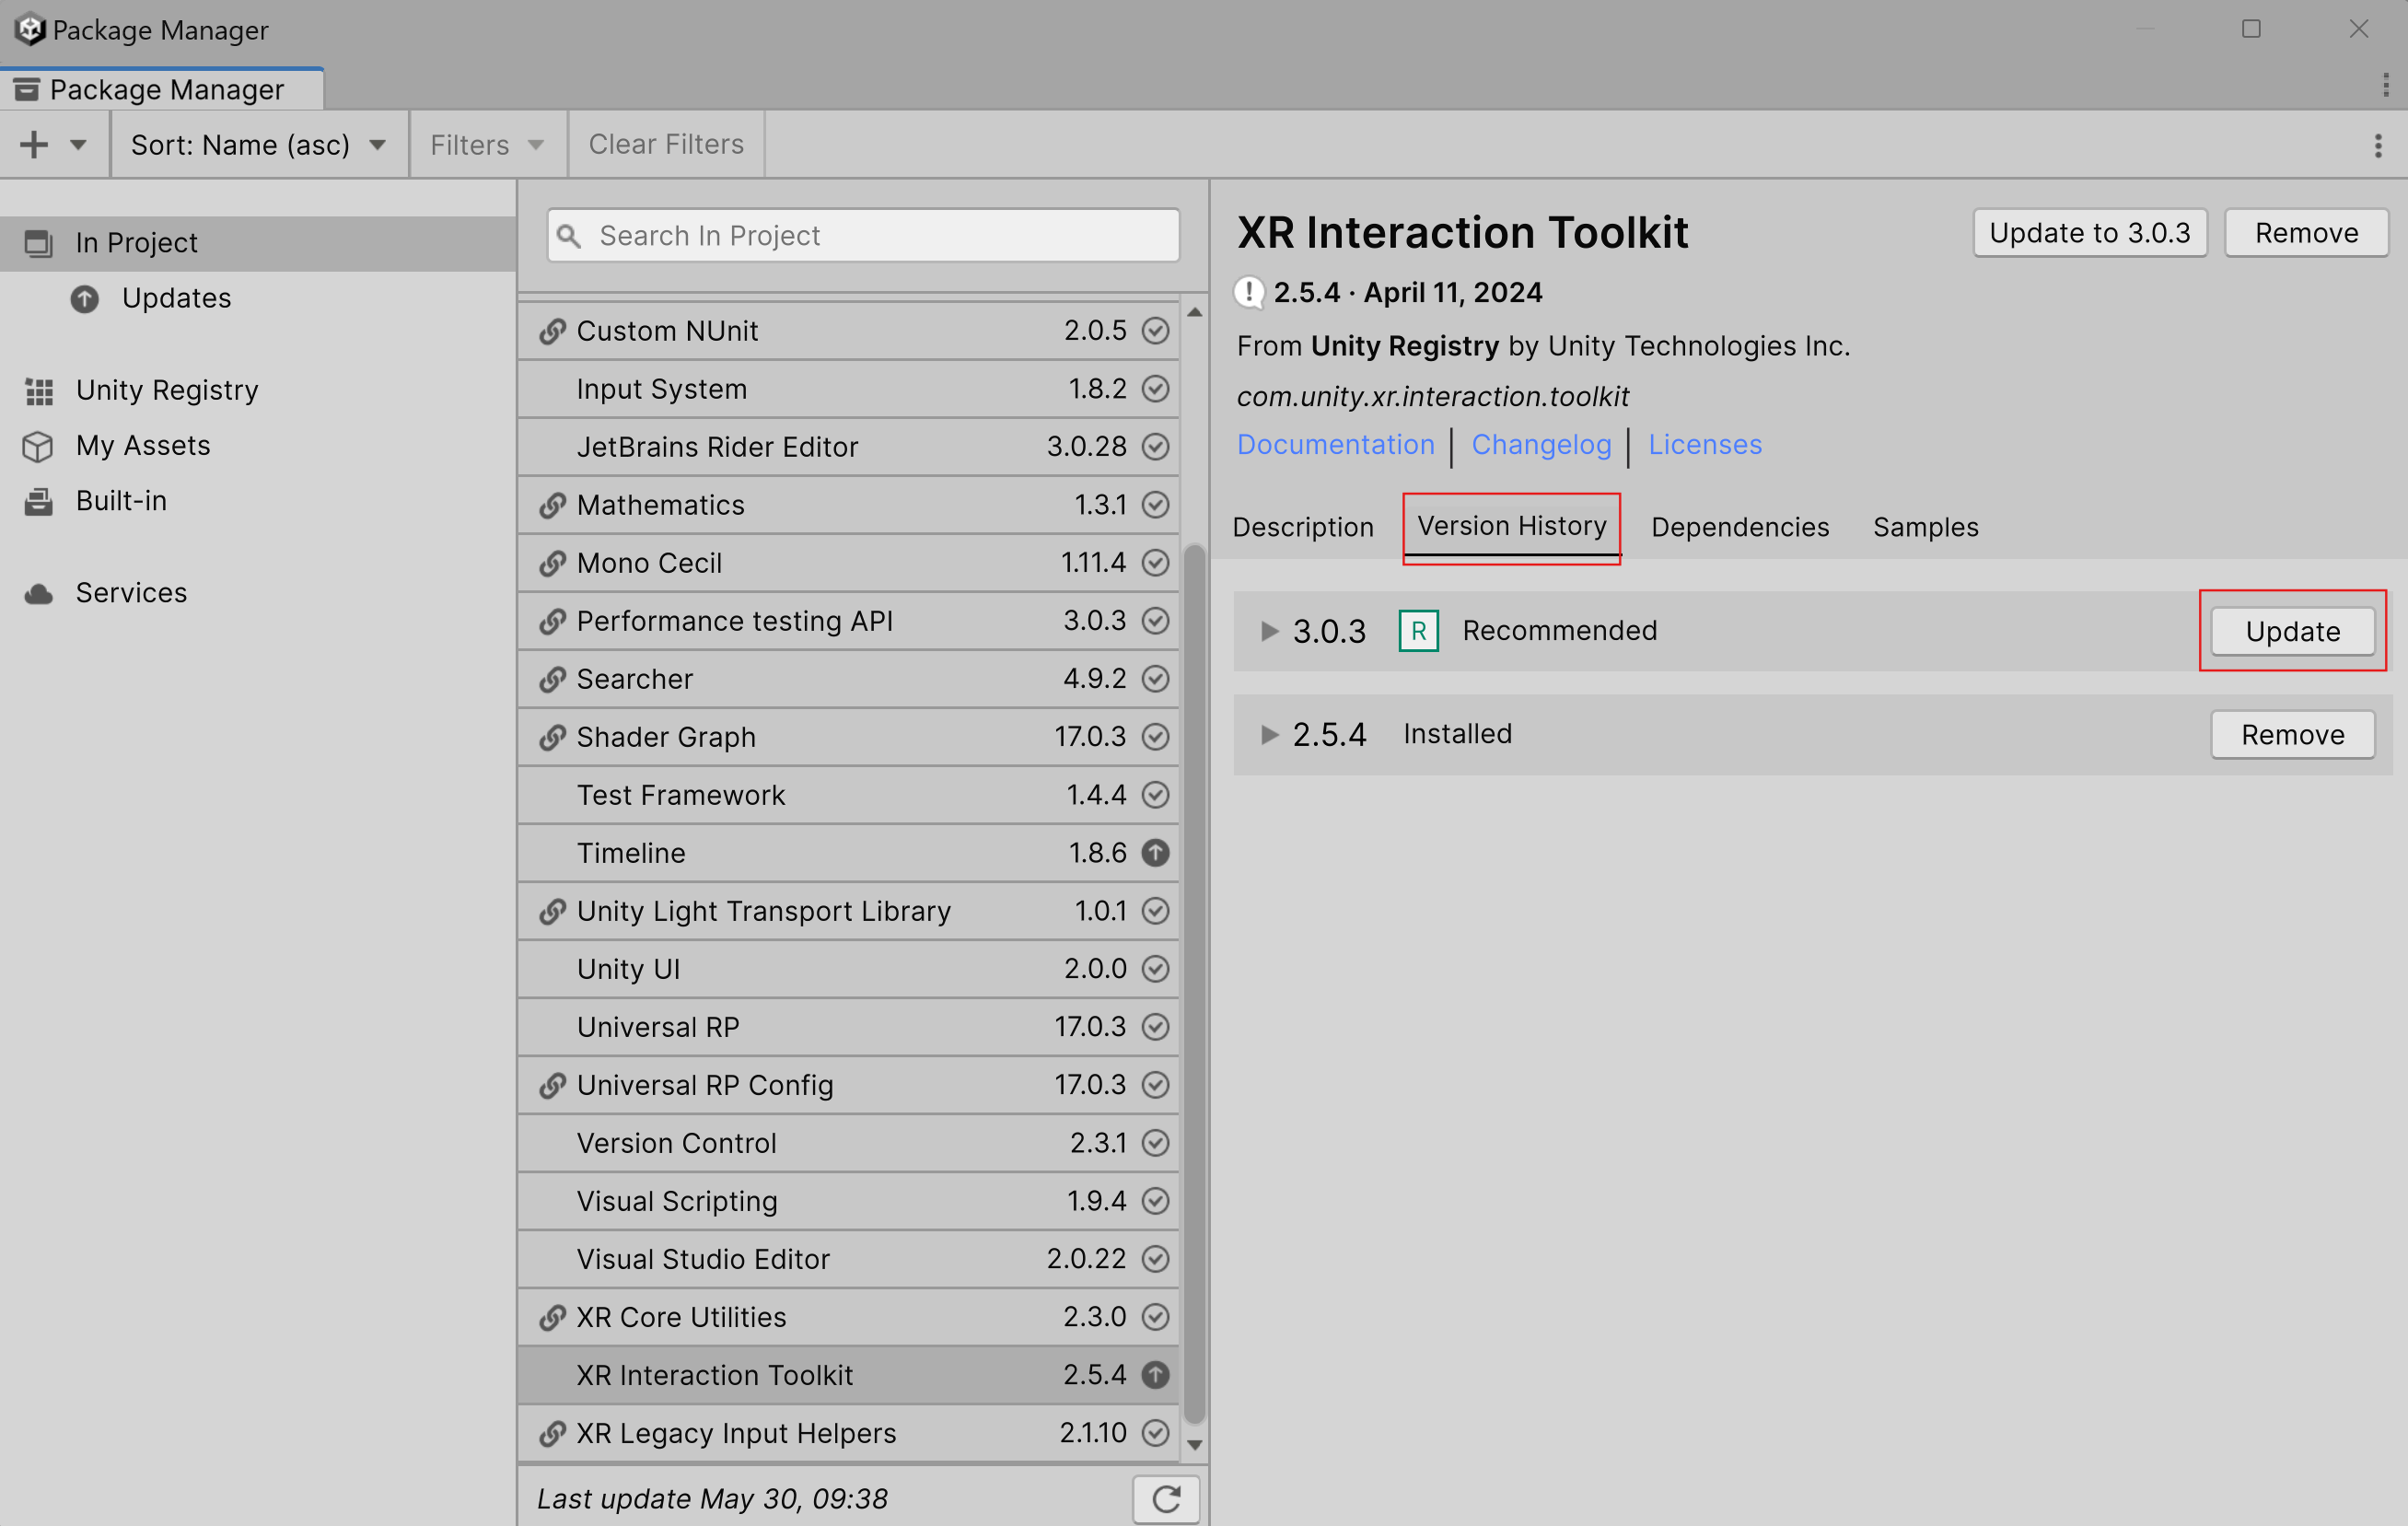 Package Manager
Package Manager
Sort: Name (asc) Filters Clear Filters
In Project
Updates
Unity Registry
My Assets
Built-in
Services
Search In Project
Custom NUnit 2.0.5
Input System 1.8.2
JetBrains Rider Editor 3.0.28
Mathematics 1.3.1
Mono Cecil 1.11.4
Performance testing API 3.0.3
Searcher 4.9.2
Shader Graph 17.0.3
Test Framework 1.4.4
Timeline 1.8.6
Unity Light Transport Library 1.0.1
Unity UI 2.0.0
Universal RP 17.0.3
Universal RP Config 17.0.3
Version Control 2.3.1
Visual Scripting 1.9.4
Visual Studio Editor 2.0.22
XR Core Utilities 2.3.0
XR Interaction Toolkit 2.5.4
XR Legacy Input Helpers 2.1.10
Last update May 30, 09:38
XR Interaction Toolkit Update to 3.0.3 Remove
2.5.4 · April 11, 2024
From Unity Registry by Unity Technologies Inc.
com.unity.xr.interaction.toolkit
Documentation | Changelog | Licenses
Description Version History Dependencies Samples
3.0.3 R Recommended Update
2.5.4 Installed Remove